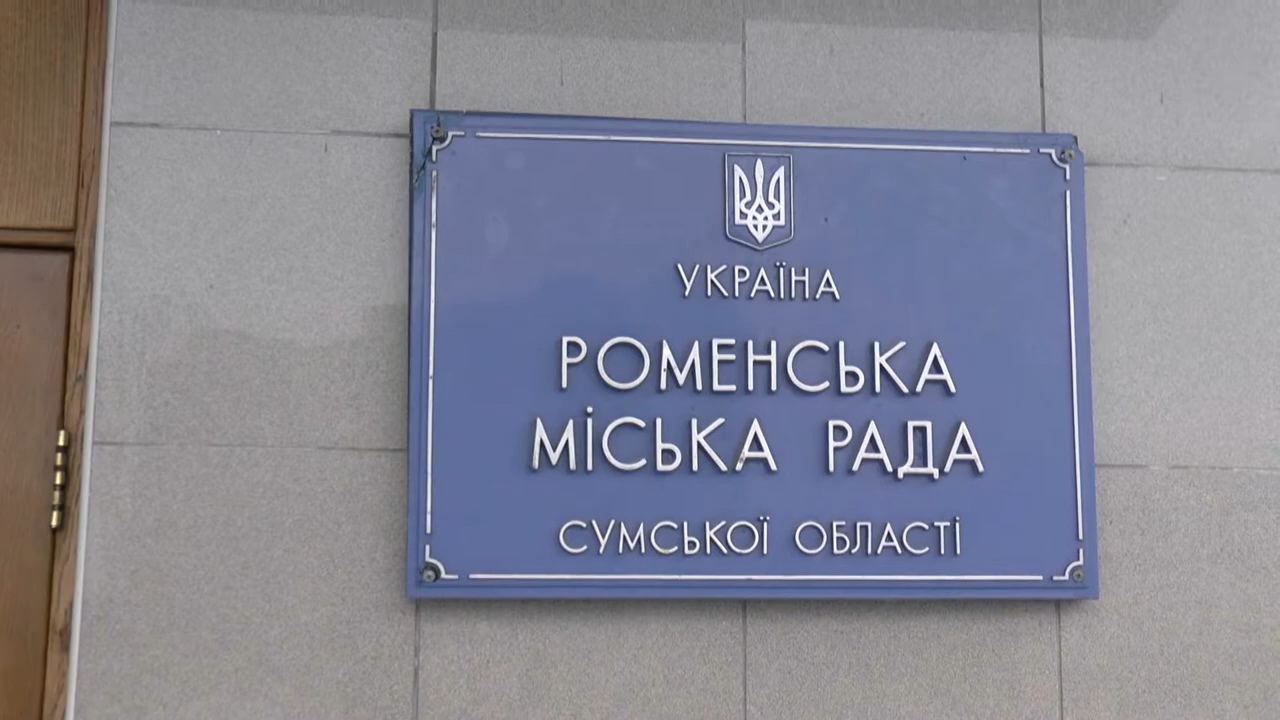 УКРАЇНА
РОМЕНСЬКА
МІСЬКА РАДА
СУМСЬКОЇ ОБЛАСТІ